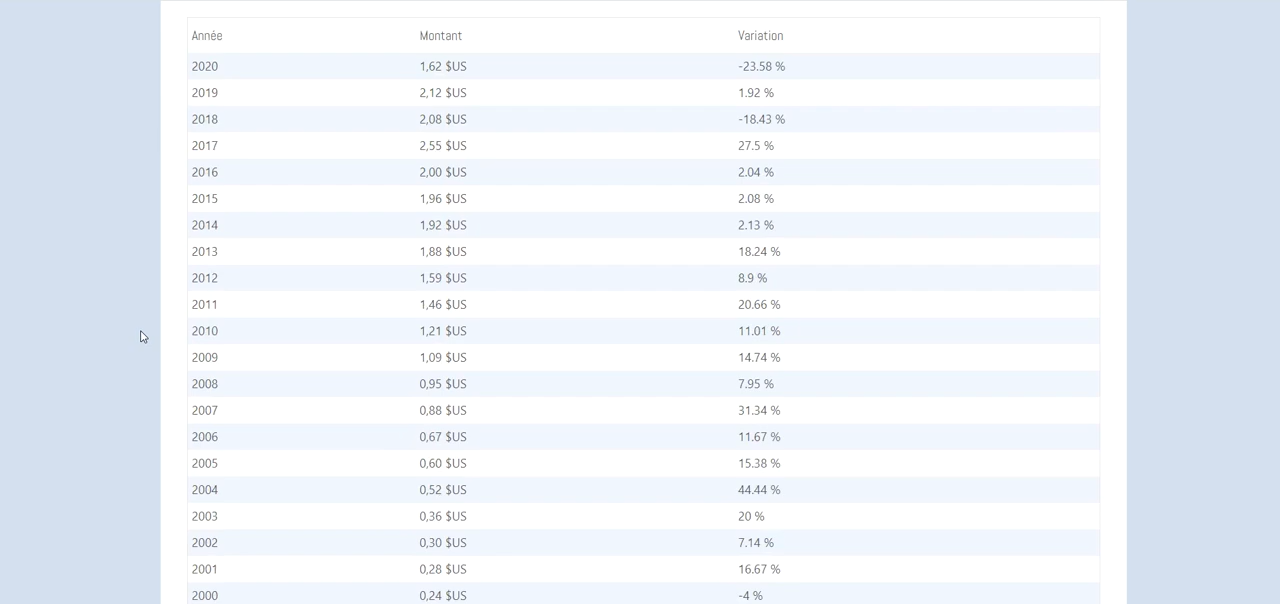 Année Montant Variation
2020 1,62 $US -23.58 %
2019 2,12 $US 1.92 %
2018 2,08 $US -18.43 %
2017 2,55 $US 27.5 %
2016 2,00 $US 2.04 %
2015 1,96 $US 2.08 %
2014 1,92 $US 2.13 %
2013 1,88 $US 18.24 %
2012 1,59 $US 8.9 %
2011 1,46 $US 20.66 %
2010 1,21 $US 11.01 %
2009 1,09 $US 14.74 %
2008 0,95 $US 7.95 %
2007 0,88 $US 31.34 %
2006 0,67 $US 11.67 %
2005 0,60 $US 15.38 %
2004 0,52 $US 44.44 %
2003 0,36 $US 20 %
2002 0,30 $US 7.14 %
2001 0,28 $US 16.67 %
2000 0,24 $US -4 %